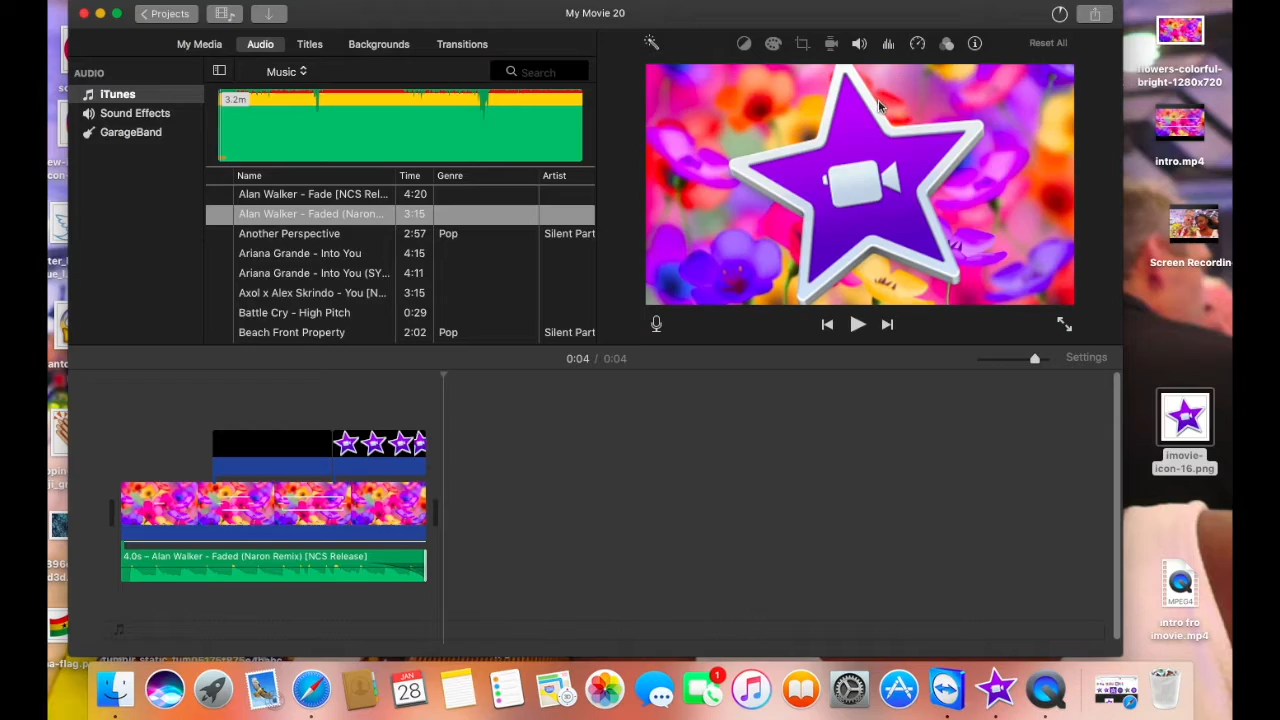 Projects
My Movie 20
My Media
Audio
Titles
Backgrounds
Transitions
Reset All
AUDIO
iTunes
Sound Effects
GarageBand
Music
Search
3.2m
Name
Time
Genre
Artist
Alan Walker - Fade [NCS Rel...
4:20
Alan Walker - Faded (Naron...
3:15
Another Perspective
2:57
Pop
Silent Part
Ariana Grande - Into You
4:15
Ariana Grande - Into You (SY...
4:11
Axol x Alex Skrindo - You [N...
3:15
Battle Cry - High Pitch
0:29
Beach Front Property
2:02
Pop
Silent Part
0:04 / 0:04
Settings
4.0s – Alan Walker - Faded (Naron Remix) [NCS Release]
flowers-colorful-
bright-1280x720
intro.mp4
Screen Recordin
imovie-
icon-16.png
MPEG4
intro fro
imovie.mp4
JAN
28
1